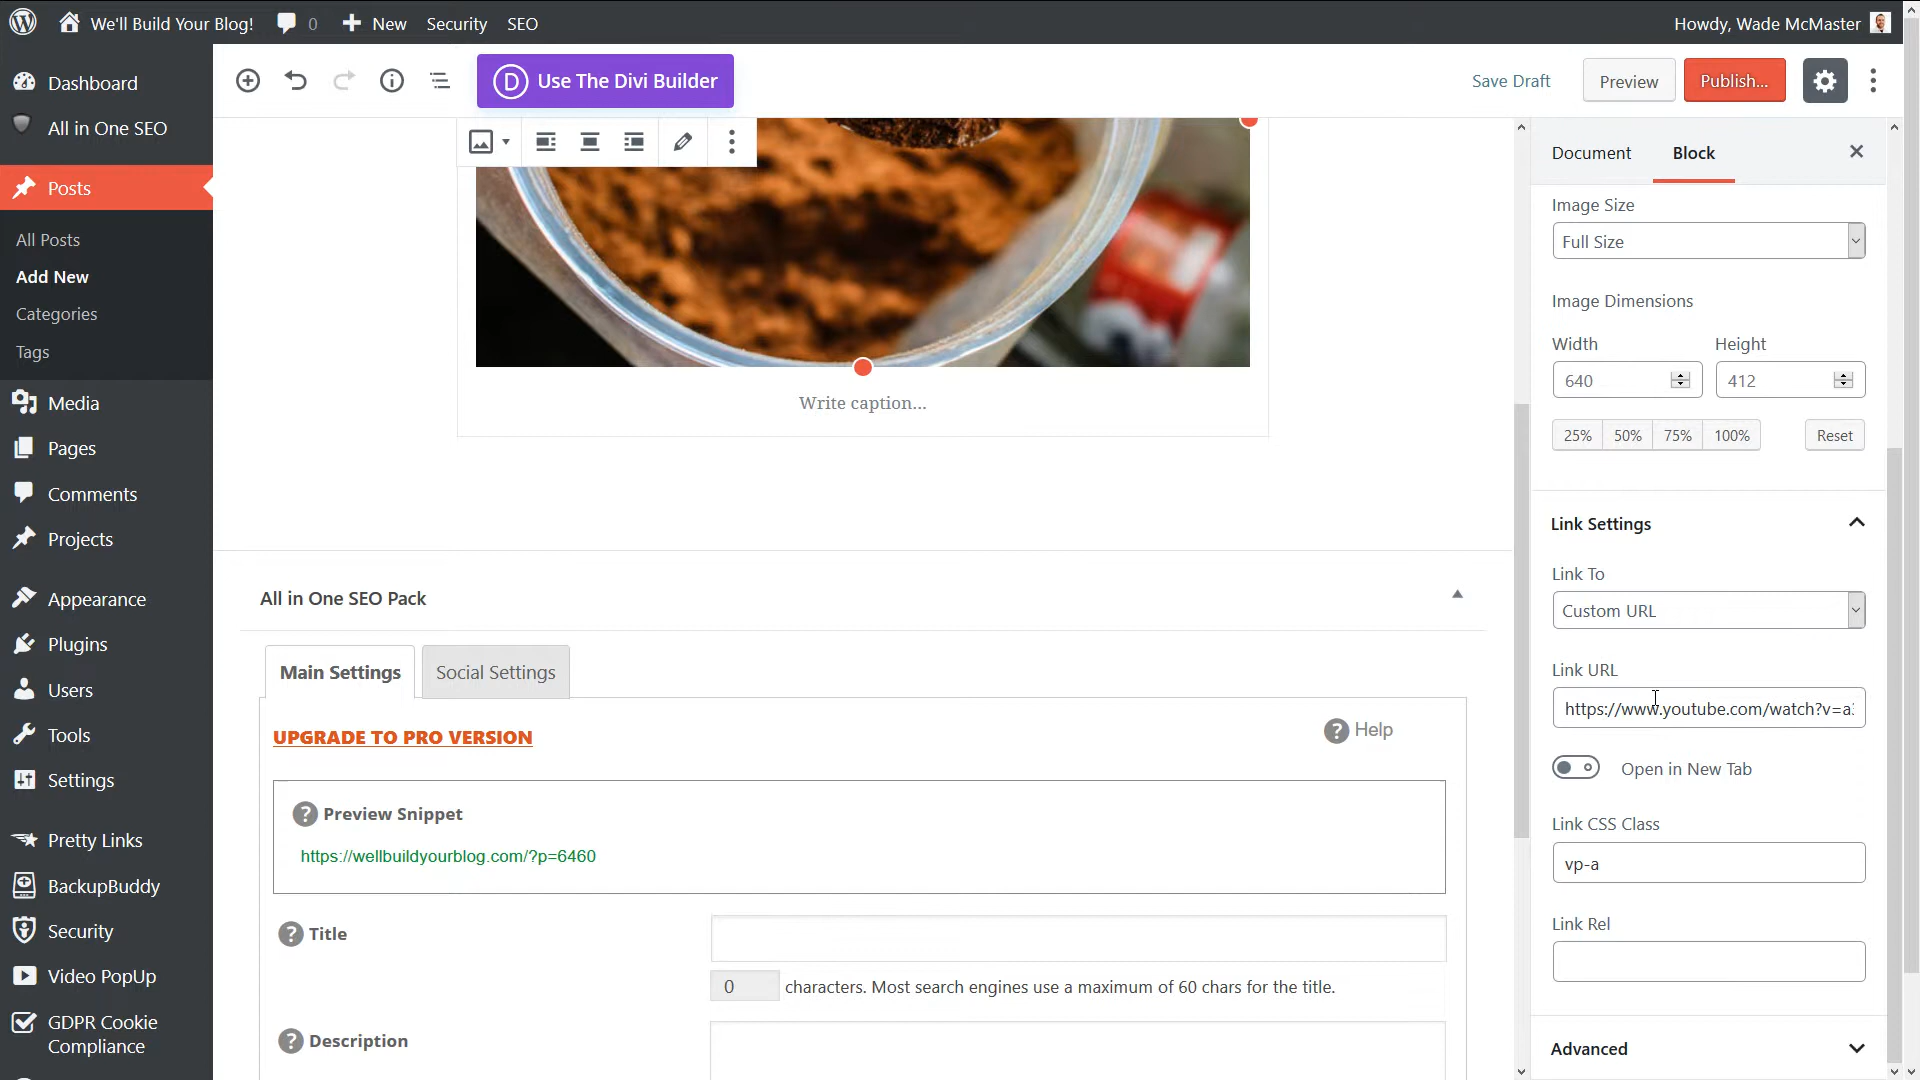 We'll Build Your Blog!
0
New
Security
SEO
Howdy, Wade McMaster
Dashboard
All in One SEO
Posts
All Posts
Add New
Categories
Tags
Media
Pages
Comments
Projects
Appearance
Plugins
Users
Tools
Settings
Pretty Links
BackupBuddy
Security
Video PopUp
GDPR Cookie
Compliance
D Use The Divi Builder
Save Draft
Preview
Publish...
Write caption...
All in One SEO Pack
Main Settings
Social Settings
UPGRADE TO PRO VERSION
? Help
? Preview Snippet
https://wellbuildyourblog.com/?p=6460
? Title
0 characters. Most search engines use a maximum of 60 chars for the title.
? Description
Document
Block
Image Size
Full Size
Image Dimensions
Width Height
640 412
25% 50% 75% 100% Reset
Link Settings
Link To
Custom URL
Link URL
https://www.youtube.com/watch?v=a
Open in New Tab
Link CSS Class
vp-a
Link Rel
Advanced